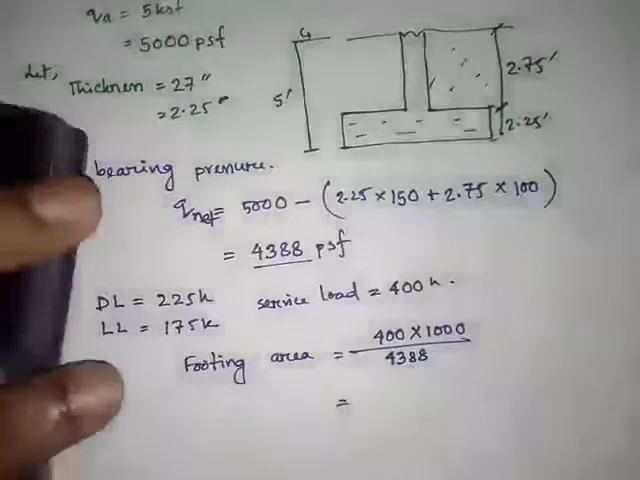 qa = 5ksf
= 5000 psf
Let,
Thickness = 27"
= 2.25"
G
5'
2.75'
2.25'
bearing pressure.
qnet = 5000 - (2.25 x 150 + 2.75 x 100)
= 4388 psf
DL = 225k service load = 400k.
LL = 175k
Footing area = 400 X 1000
4388
=